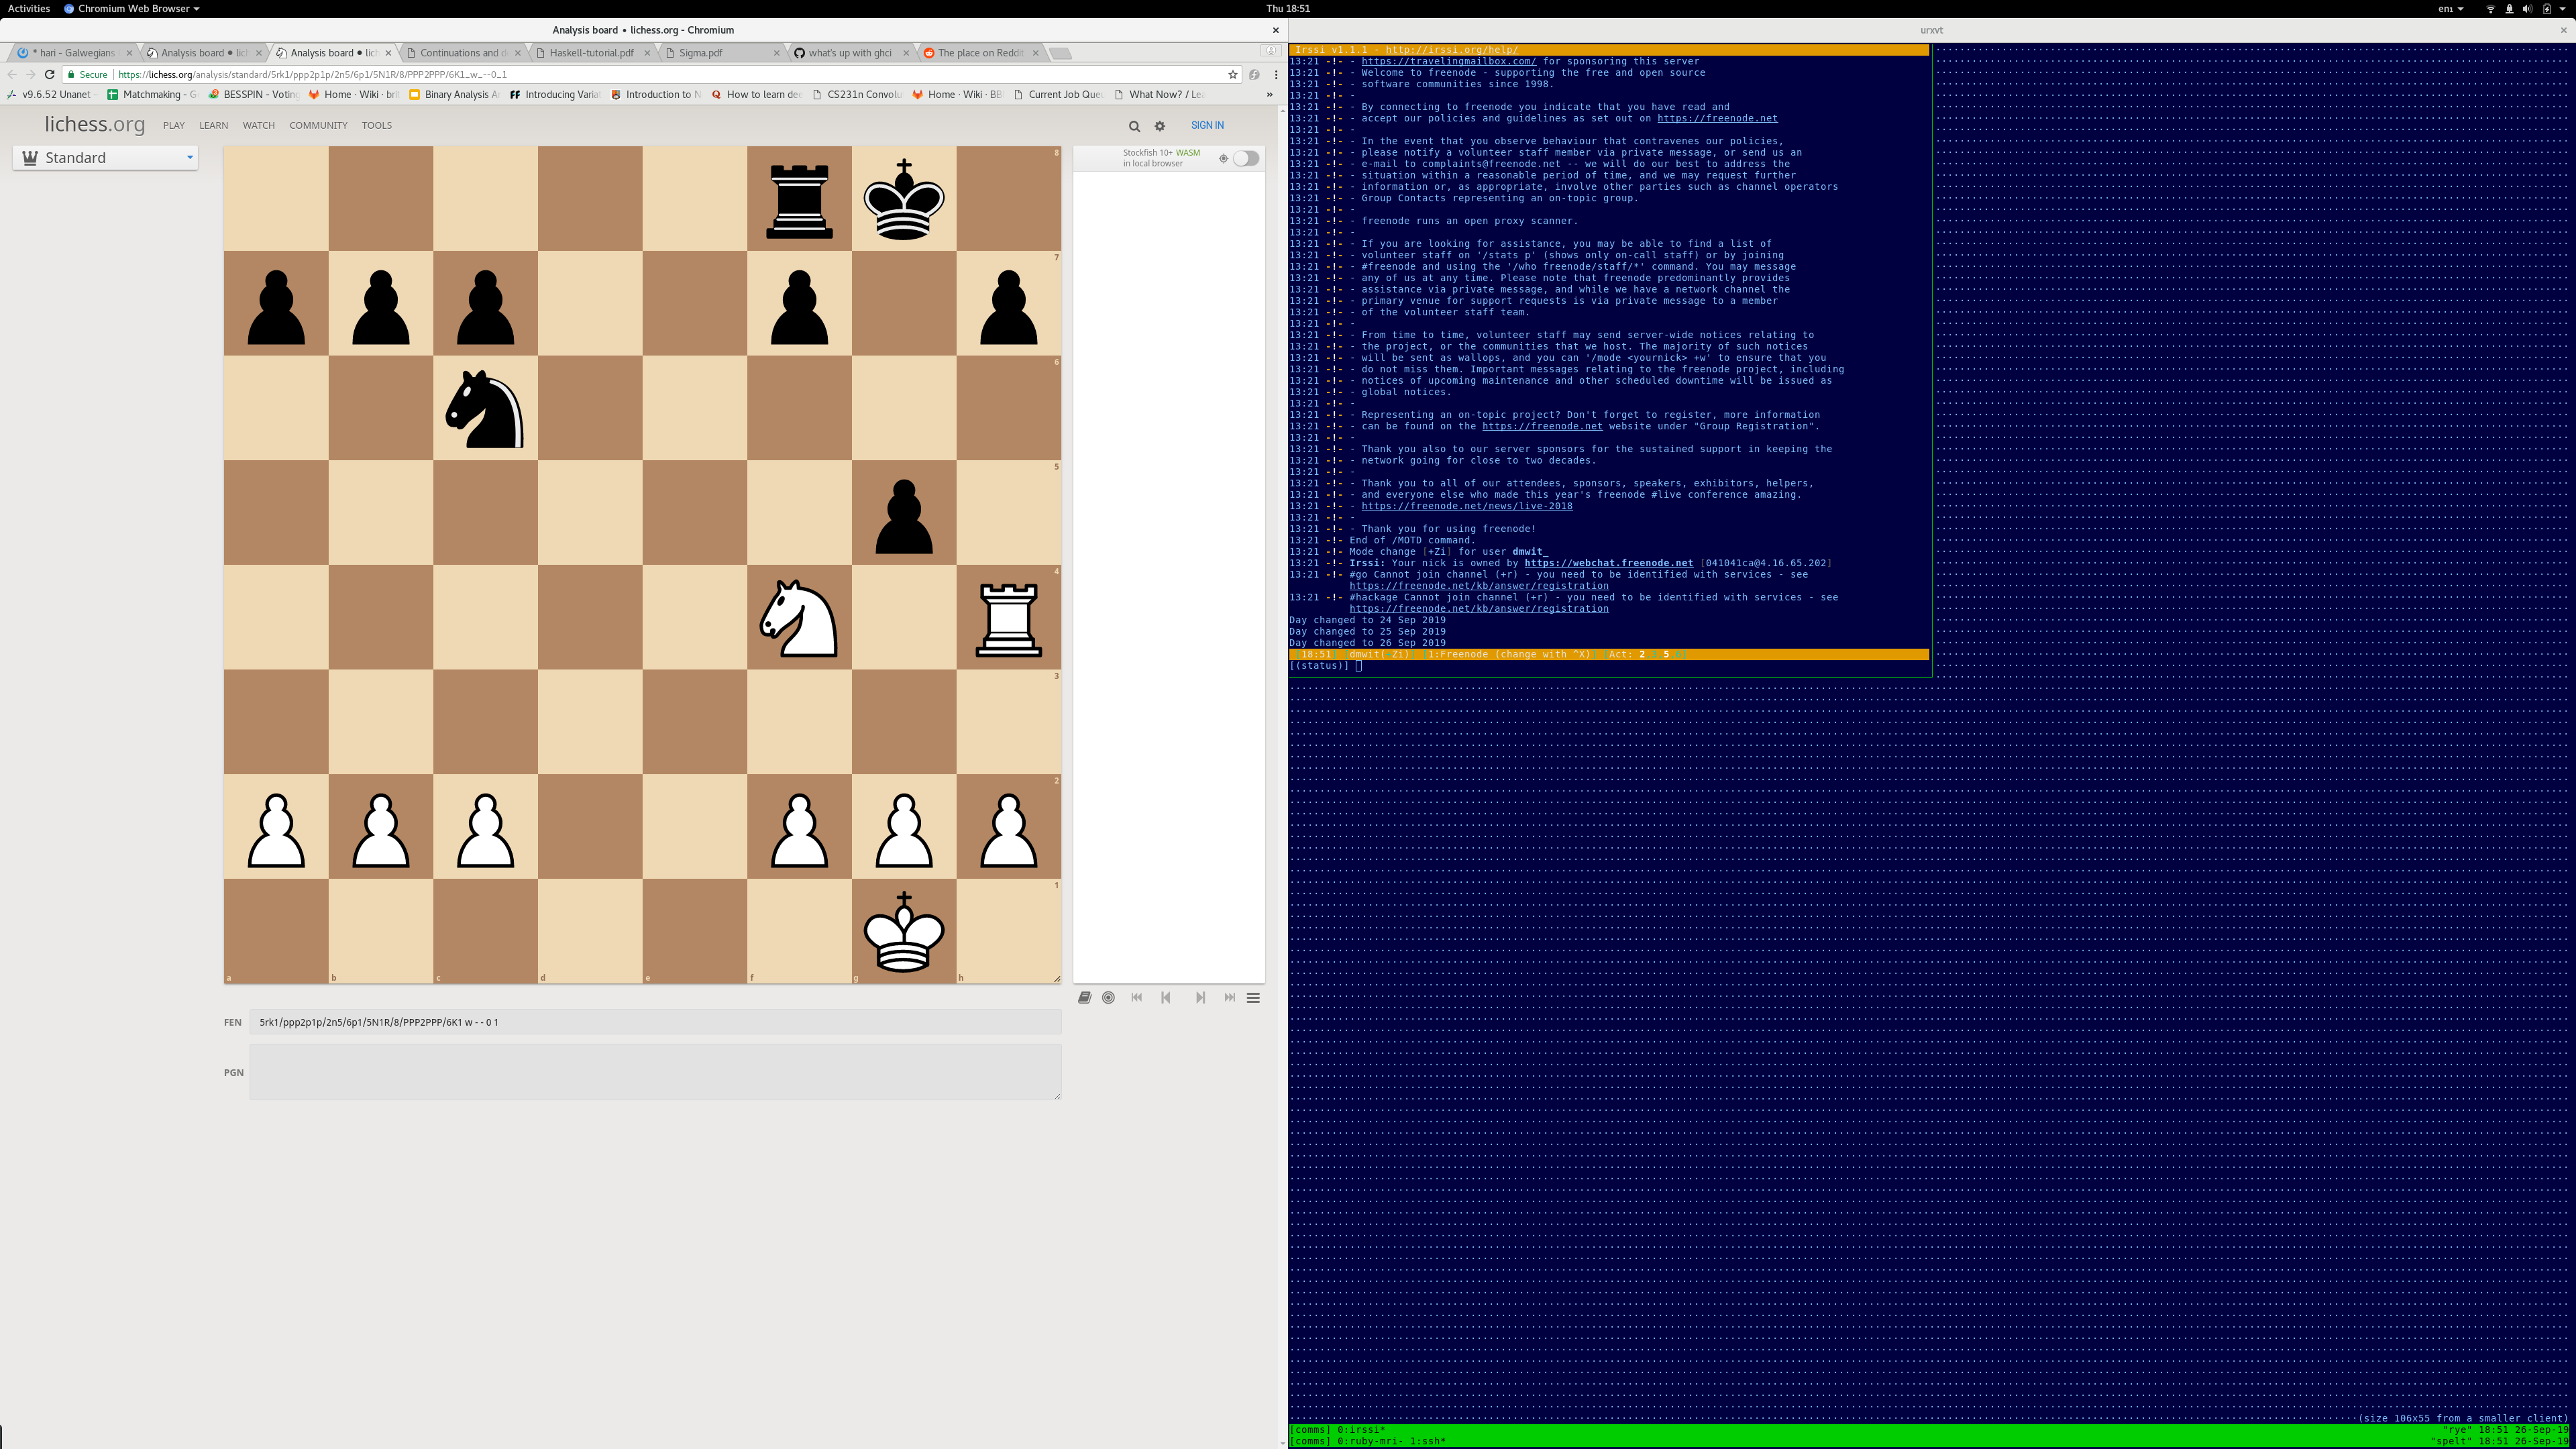 Activities Chromium Web Browser Thu 18:51 en₁
Analysis board • lichess.org - Chromium
* hari - Galwegians Analysis board ● lich Analysis board ● lich Continuations and d Haskell-tutorial.pdf Sigma.pdf what's up with ghci The place on Reddit
Secure https://lichess.org/analysis/standard/5rk1/ppp2p1p/2n5/6p1/5N1R/8/PPP2PPP/6K1_w_--0_1
v9.6.52 Unanet Matchmaking - G BESSPIN - Voting Home · Wiki · brit Binary Analysis A Introducing Varia Introduction to N How to learn dee CS231n Convolu Home · Wiki · BB Current Job Que What Now? / Le »
lichess.org PLAY LEARN WATCH COMMUNITY TOOLS SIGN IN
Standard
Stockfish 10+ WASM
in local browser
8
7
6
5
4
3
2
1
a b c d e f g h
FEN 5rk1/ppp2p1p/2n5/6p1/5N1R/8/PPP2PPP/6K1 w - - 0 1
PGN
urxvt
Irssi v1.1.1 - http://irssi.org/help/
13:21 -!- - https://travelingmailbox.com/ for sponsoring this server
13:21 -!- - Welcome to freenode - supporting the free and open source
13:21 -!- - software communities since 1998.
13:21 -!- -
13:21 -!- - By connecting to freenode you indicate that you have read and
13:21 -!- - accept our policies and guidelines as set out on https://freenode.net
13:21 -!- -
13:21 -!- - In the event that you observe behaviour that contravenes our policies,
13:21 -!- - please notify a volunteer staff member via private message, or send us an
13:21 -!- - e-mail to complaints@freenode.net -- we will do our best to address the
13:21 -!- - situation within a reasonable period of time, and we may request further
13:21 -!- - information or, as appropriate, involve other parties such as channel operators
13:21 -!- - Group Contacts representing an on-topic group.
13:21 -!- -
13:21 -!- - freenode runs an open proxy scanner.
13:21 -!- -
13:21 -!- - If you are looking for assistance, you may be able to find a list of
13:21 -!- - volunteer staff on '/stats p' (shows only on-call staff) or by joining
13:21 -!- - #freenode and using the '/who freenode/staff/*' command. You may message
13:21 -!- - any of us at any time. Please note that freenode predominantly provides
13:21 -!- - assistance via private message, and while we have a network channel the
13:21 -!- - primary venue for support requests is via private message to a member
13:21 -!- - of the volunteer staff team.
13:21 -!- -
13:21 -!- - From time to time, volunteer staff may send server-wide notices relating to
13:21 -!- - the project, or the communities that we host. The majority of such notices
13:21 -!- - will be sent as wallops, and you can '/mode <yournick> +w' to ensure that you
13:21 -!- - do not miss them. Important messages relating to the freenode project, including
13:21 -!- - notices of upcoming maintenance and other scheduled downtime will be issued as
13:21 -!- - global notices.
13:21 -!- -
13:21 -!- - Representing an on-topic project? Don't forget to register, more information
13:21 -!- - can be found on the https://freenode.net website under "Group Registration".
13:21 -!- -
13:21 -!- - Thank you also to our server sponsors for the sustained support in keeping the
13:21 -!- - network going for close to two decades.
13:21 -!- -
13:21 -!- - Thank you to all of our attendees, sponsors, speakers, exhibitors, helpers,
13:21 -!- - and everyone else who made this year's freenode #live conference amazing.
13:21 -!- - https://freenode.net/news/live-2018
13:21 -!- -
13:21 -!- - Thank you for using freenode!
13:21 -!- End of /MOTD command.
13:21 -!- Mode change [+Zi] for user dmwit_
13:21 -!- Irssi: Your nick is owned by https://webchat.freenode.net [041041ca@4.16.65.202]
13:21 -!- #go Cannot join channel (+r) - you need to be identified with services - see
https://freenode.net/kb/answer/registration
13:21 -!- #hackage Cannot join channel (+r) - you need to be identified with services - see
https://freenode.net/kb/answer/registration
Day changed to 24 Sep 2019
Day changed to 25 Sep 2019
Day changed to 26 Sep 2019
[18:51] [dmwit(+Zi)] [1:Freenode (change with ^X)] [Act: 2 5
[(status)]
(size 106x55 from a smaller client)
[comms] 0:irssi* "rye" 18:51 26-Sep-19
[comms] 0:ruby-mri- 1:ssh* "spelt" 18:51 26-Sep-19